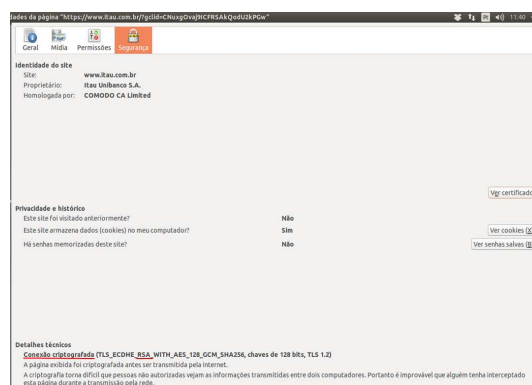 dades da página "https://www.itau.com.br/?gclid=CNuxgOvaJ9ICFRSAkQodU2kPGw"
Pt 11:40
Geral Mídia Permissões Segurança
Identidade do site
Site: www.itau.com.br
Proprietário: Itau Unibanco S.A.
Homologada por: COMODO CA Limited
Ver certificado
Privacidade e histórico
Este site foi visitado anteriormente? Não
Este site armazena dados (cookies) no meu computador? Sim Ver cookies (X
Há senhas memorizadas deste site? Não Ver senhas salvas (B
Detalhes técnicos
Conexão criptografada (TLS_ECDHE_RSA_WITH_AES_128_GCM_SHA256, chaves de 128 bits, TLS 1.2)
A página exibida foi criptografada antes ser transmitida pela internet.
A criptografia torna difícil que pessoas não autorizadas vejam as informações transmitidas entre dois computadores. Portanto é improvável que alguém tenha interceptado
esta página durante a transmissão pela rede.